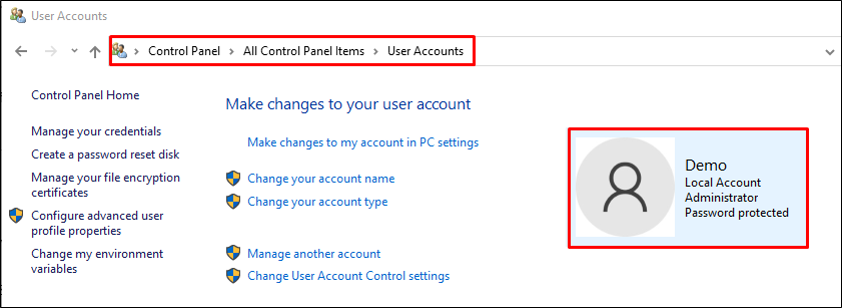 User Accounts
Control Panel > All Control Panel Items > User Accounts
Control Panel Home
Manage your credentials
Create a password reset disk
Manage your file encryption
certificates
Configure advanced user
profile properties
Change my environment
variables
Make changes to your user account
Make changes to my account in PC settings
Change your account name
Change your account type
Manage another account
Change User Account Control settings
Demo
Local Account
Administrator
Password protected